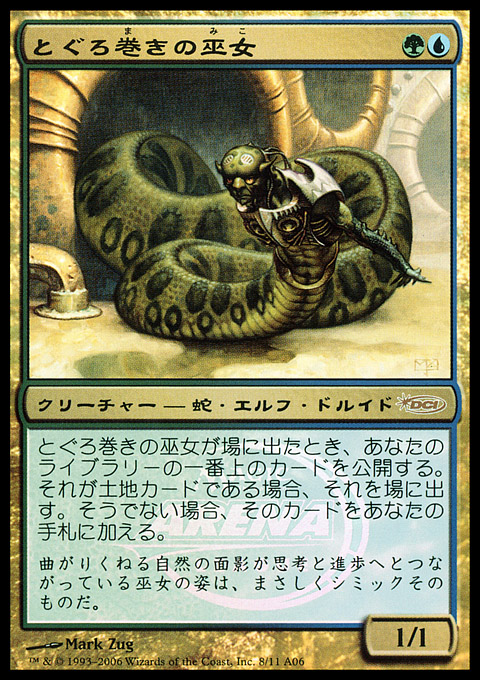 とぐろ巻きの巫女
ま
みこ
クリーチャー — 蛇・エルフ・ドルイド
DCI
とぐろ巻きの巫女が場に出たとき、あなたの
ライブラリーの一番上のカードを公開する。
それが土地カードである場合、それを場に出
す。そうでない場合、そのカードをあなたの
手札に加える。
ARENA
曲がりくねる自然の面影が思考と進歩へとつな
がっている巫女の姿は、まさしくシミックその
ものだ。
Mark Zug
1/1
™ & © 1993–2006 Wizards of the Coast, Inc. 8/11 A06